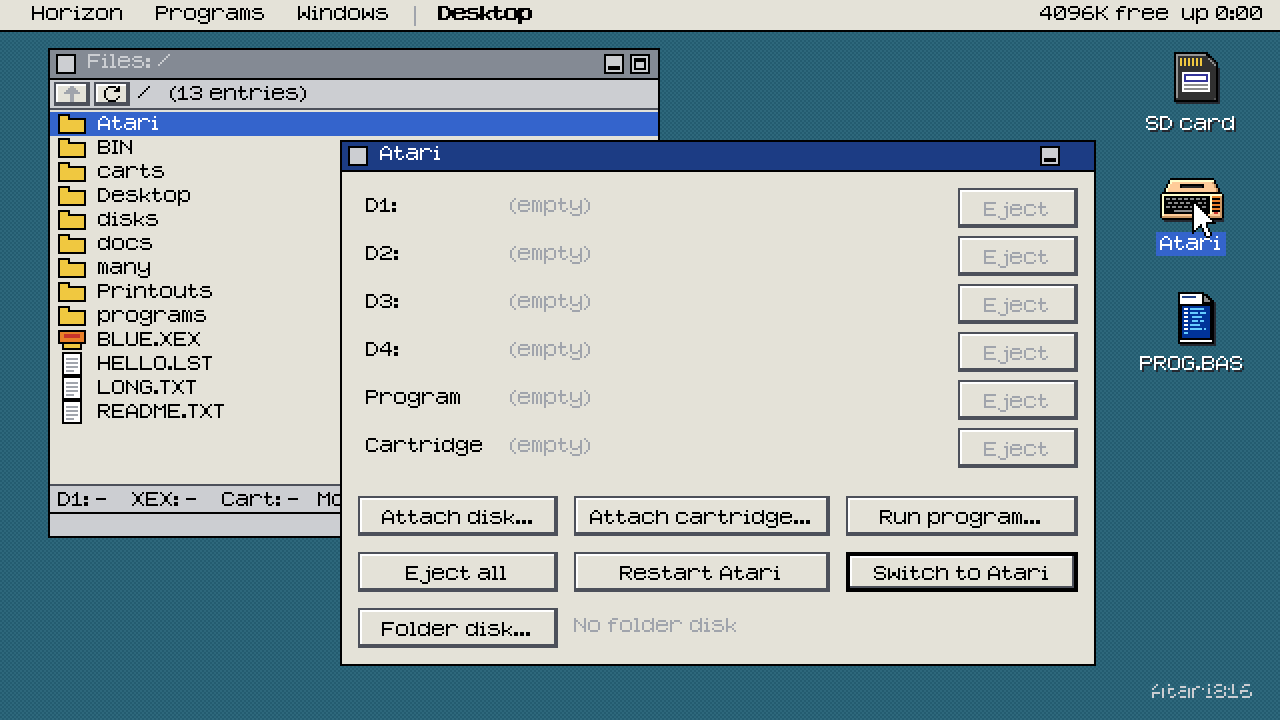 Horizon Programs Windows | Desktop 4096K free up 0:00
Files: /
/ (13 entries)
Atari
BIN
carts
Desktop
disks
docs
many
Printouts
programs
BLUE.XEX
HELLO.LST
LONG.TXT
README.TXT
D1: - XEX: - Cart: - Mo
Atari
D1: (empty) Eject
D2: (empty) Eject
D3: (empty) Eject
D4: (empty) Eject
Program (empty) Eject
Cartridge (empty) Eject
Attach disk... Attach cartridge... Run program...
Eject all Restart Atari Switch to Atari
Folder disk... No folder disk
SD card
Atari
PROG.BAS
Atari816